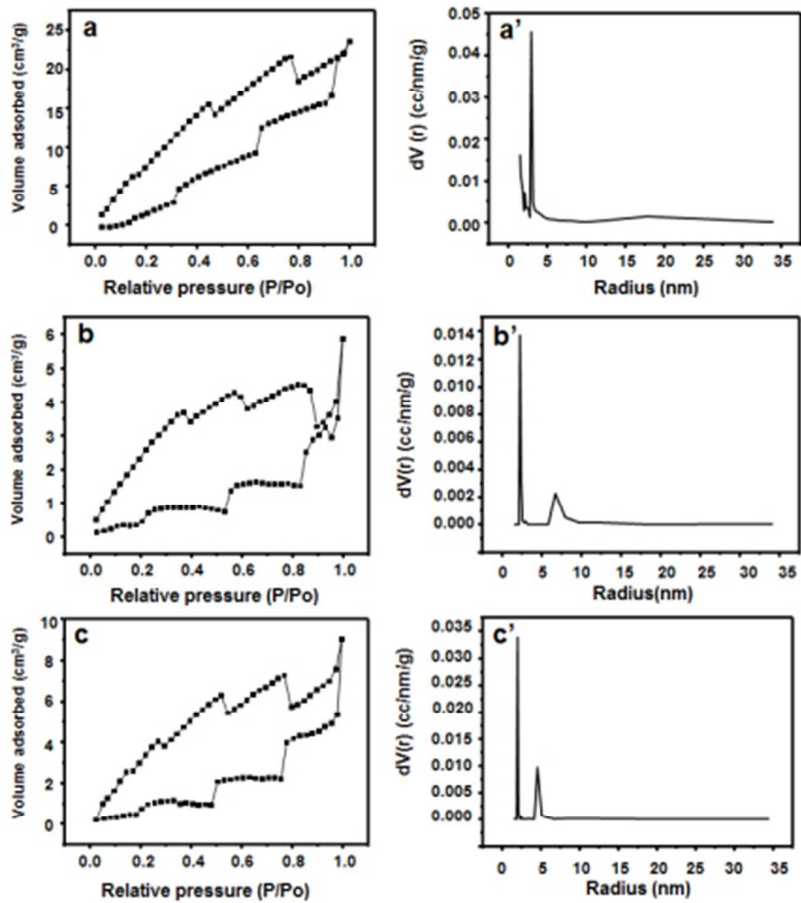 a
Volume adsorbed (cm³/g)
25
20
15
10
5
0
0.0 0.2 0.4 0.6 0.8 1.0
Relative pressure (P/Po)
a’
dV (r) (cc/nm/g)
0.05
0.04
0.03
0.02
0.01
0.00
0 5 10 15 20 25 30 35
Radius (nm)
b
Volume adsorbed (cm³/g)
6
5
4
3
2
1
0
0.0 0.2 0.4 0.6 0.8 1.0
Relative pressure (P/Po)
b’
dV(r) (cc/nm/g)
0.014
0.012
0.010
0.008
0.006
0.004
0.002
0.000
0 5 10 15 20 25 30 35
Radius(nm)
c
Volume adsorbed (cm³/g)
10
8
6
4
2
0
0.0 0.2 0.4 0.6 0.8 1.0
Relative pressure (P/Po)
c’
dV(r) (cc/nm/g)
0.035
0.030
0.025
0.020
0.015
0.010
0.005
0.000
0 5 10 15 20 25 30 35
Radius (nm)